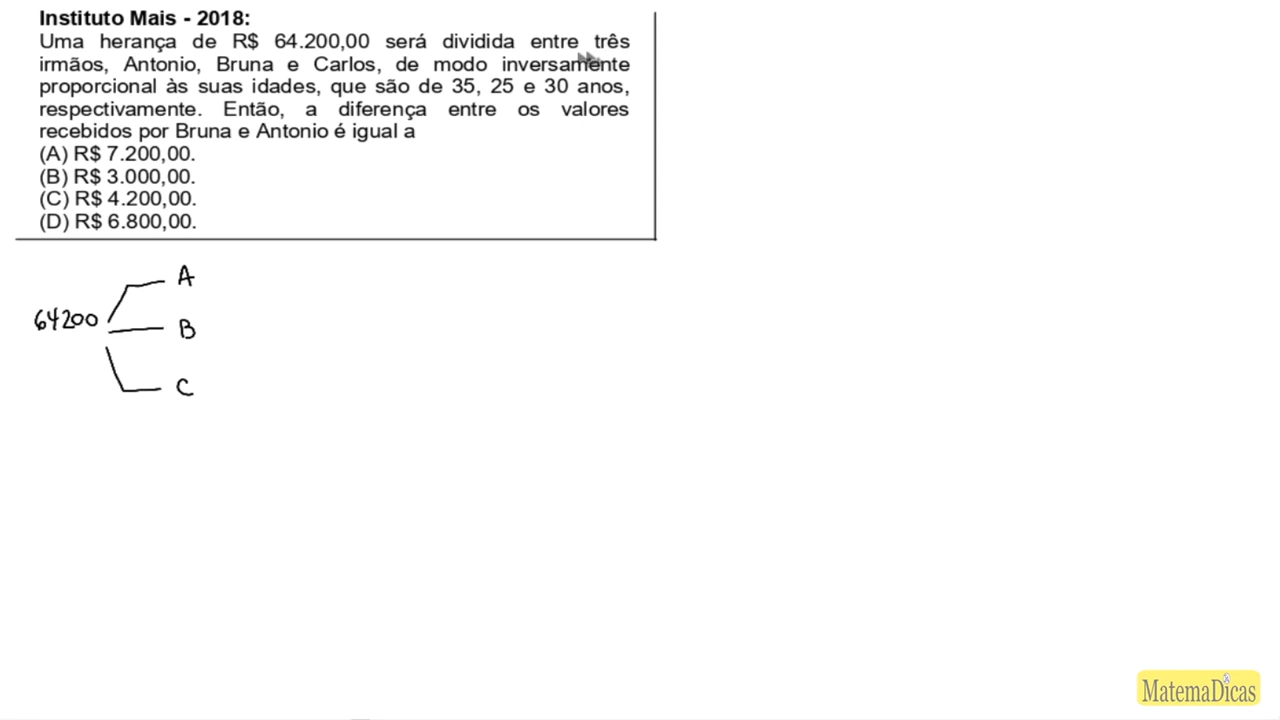 Instituto Mais - 2018:
Uma herança de R$ 64.200,00 será dividida entre três
irmãos, Antonio, Bruna e Carlos, de modo inversamente
proporcional às suas idades, que são de 35, 25 e 30 anos,
respectivamente. Então, a diferença entre os valores
recebidos por Bruna e Antonio é igual a
(A) R$ 7.200,00.
(B) R$ 3.000,00.
(C) R$ 4.200,00.
(D) R$ 6.800,00.
A
64200
B
C
MatemaDicas